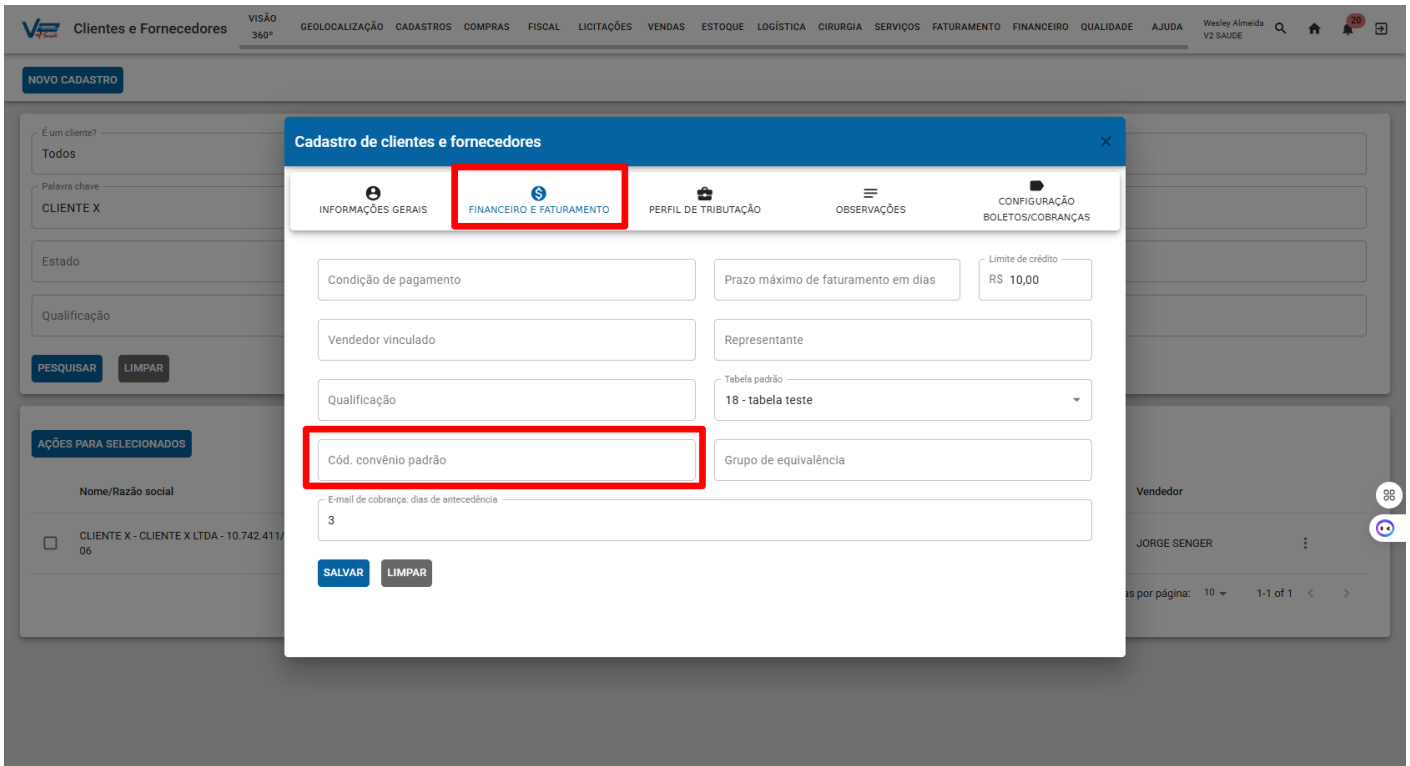 V2 Saúde
Clientes e Fornecedores
VISÃO
360°
GEOLOCALIZAÇÃO CADASTROS COMPRAS FISCAL LICITAÇÕES VENDAS ESTOQUE LOGÍSTICA CIRURGIA SERVIÇOS FATURAMENTO FINANCEIRO QUALIDADE AJUDA
Wesley Almeida
V2 SAUDE
20
NOVO CADASTRO
É um cliente?
Todos
Palavra chave
CLIENTE X
Estado
Qualificação
PESQUISAR LIMPAR
AÇÕES PARA SELECIONADOS
Nome/Razão social
Vendedor
CLIENTE X - CLIENTE X LTDA - 10.742.411/
06
JORGE SENGER
as por página: 10 1-1 of 1
Cadastro de clientes e fornecedores
INFORMAÇÕES GERAIS
FINANCEIRO E FATURAMENTO
PERFIL DE TRIBUTAÇÃO
OBSERVAÇÕES
CONFIGURAÇÃO
BOLETOS/COBRANÇAS
Condição de pagamento
Prazo máximo de faturamento em dias
Limite de crédito
R$ 10,00
Vendedor vinculado
Representante
Qualificação
Tabela padrão
18 - tabela teste
Cód. convênio padrão
Grupo de equivalência
E-mail de cobrança: dias de antecedência
3
SALVAR LIMPAR